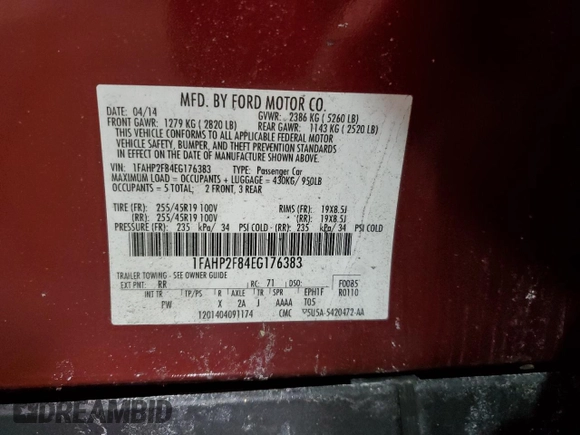 MFD. BY FORD MOTOR CO.
DATE: 04/14 GVWR: 2386 KG ( 5260 LB)
FRONT GAWR: 1279 KG ( 2820 LB) REAR GAWR: 1143 KG ( 2520 LB)
THIS VEHICLE CONFORMS TO ALL APPLICABLE FEDERAL MOTOR
VEHICLE SAFETY, BUMPER, AND THEFT PREVENTION STANDARDS
IN EFFECT ON THE DATE OF MANUFACTURE SHOWN ABOVE.
VIN: 1FAHP2F84EG176383 TYPE: Passenger Car
MAXIMUM LOAD = OCCUPANTS + LUGGAGE = 430KG/ 950LB
OCCUPANTS = 5 TOTAL; 2 FRONT, 3 REAR
TIRE (FR): 255/45R19 100V RIMS (FR): 19X8.5J
(RR): 255/45R19 100V (RR): 19X8.5J
PRESSURE (FR): 235 kPa/ 34 PSI COLD - (RR): 235 kPa/ 34 PSI COLD
1FAHP2F84EG176383
TRAILER TOWING - SEE OWNER GUIDE
EXT PNT: RR RC: 71 DSO: F0085
INT TR TP/PS R AXLE TR SPR EPH1F R0110
PW X 2A J AAAA T05
1201404091174 CMC 5U5A-5420472-AA
DREAMBID